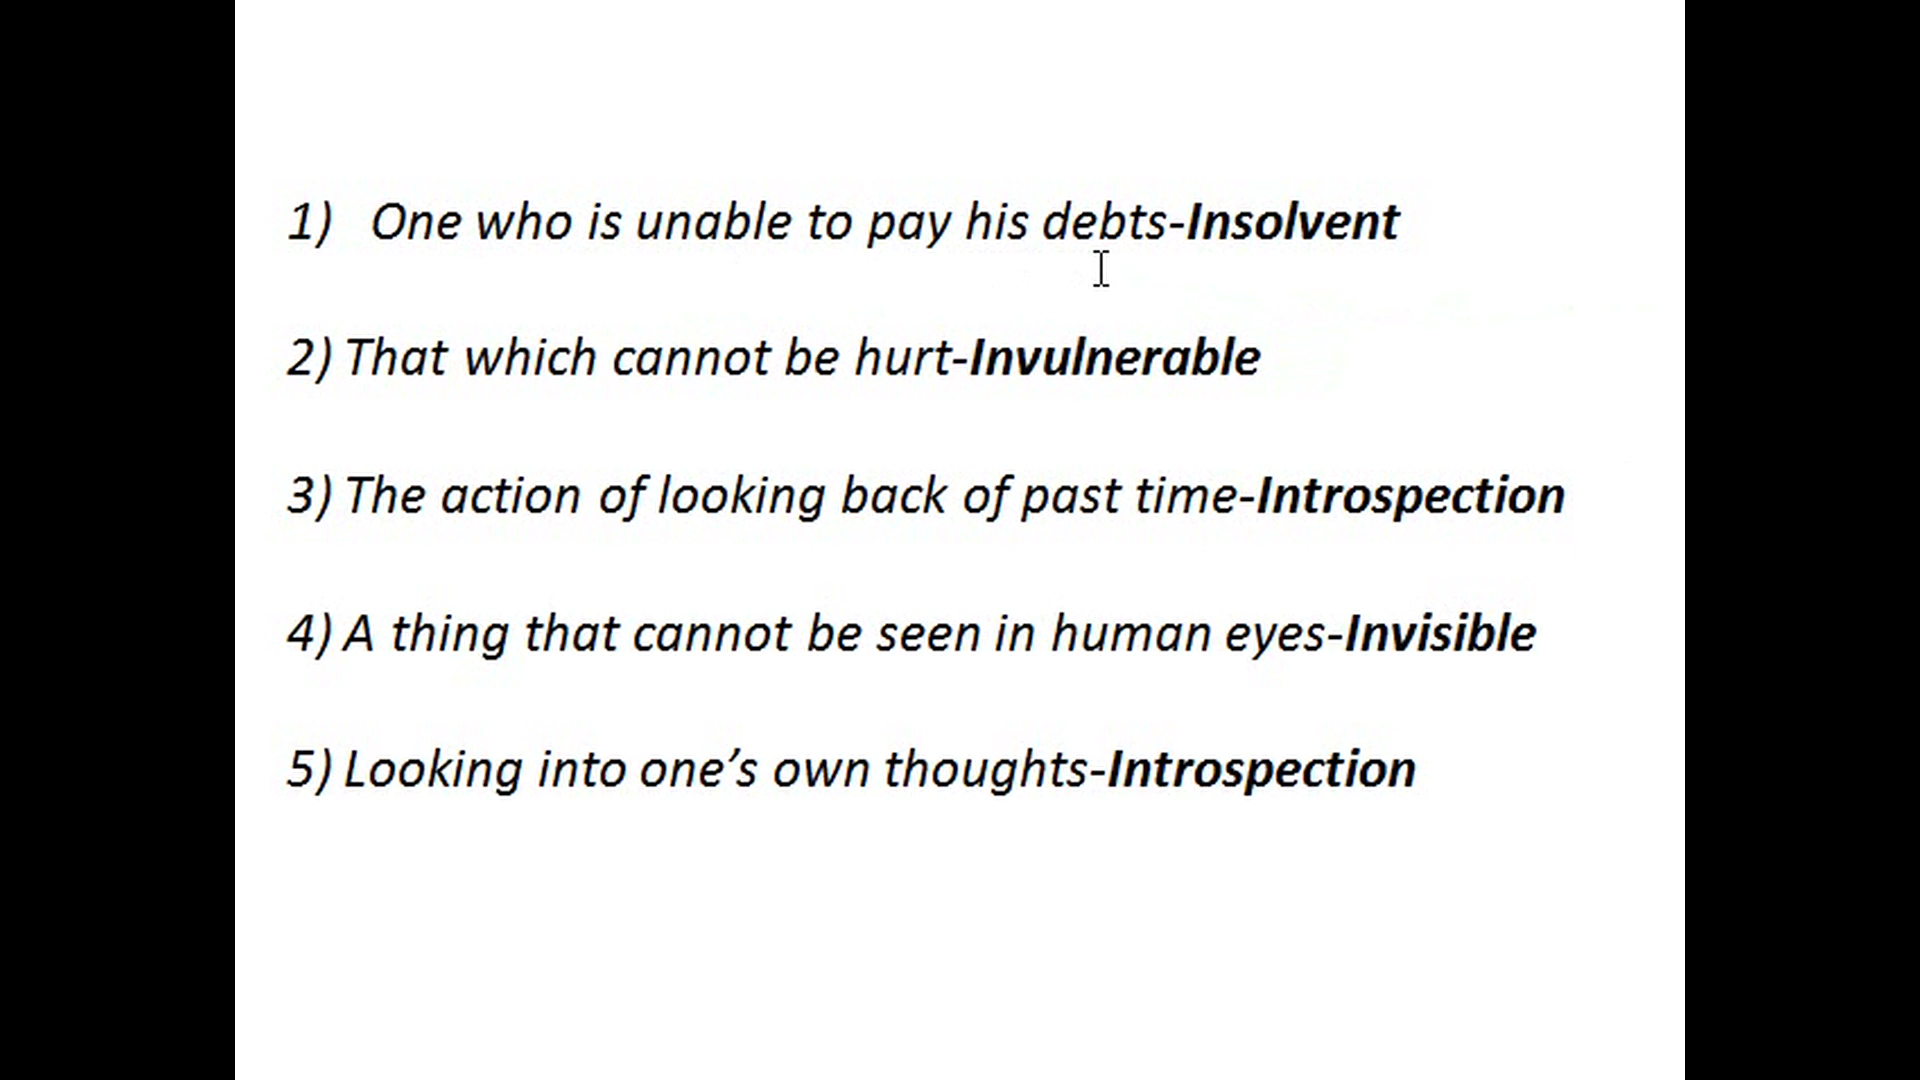 1) One who is unable to pay his debts-Insolvent
2) That which cannot be hurt-Invulnerable
3) The action of looking back of past time-Introspection
4) A thing that cannot be seen in human eyes-Invisible
5) Looking into one’s own thoughts-Introspection